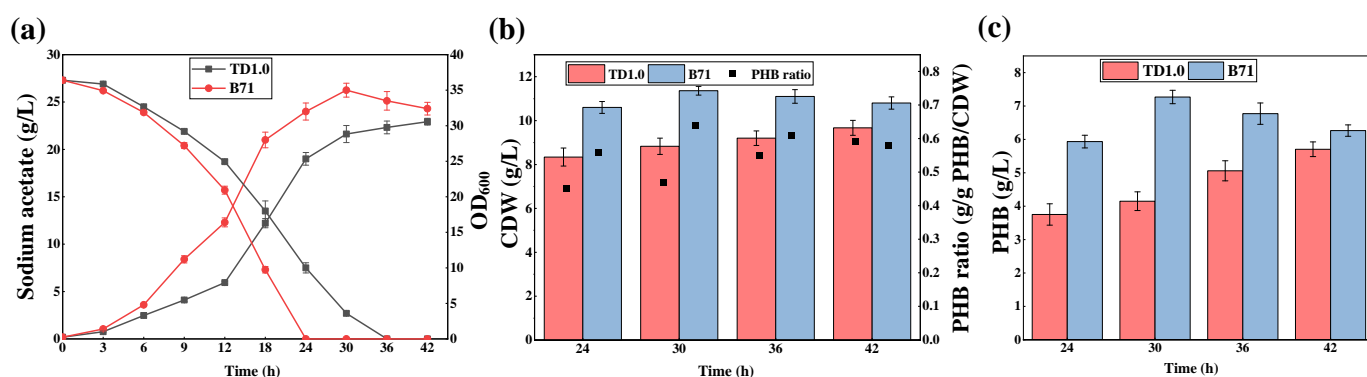 (a)
30
25
20
15
10
5
0
Sodium acetate (g/L)
TD1.0
B71
40
35
30
25
20
15
10
5
0
OD600
0 3 6 9 12 18 24 30 36 42
Time (h)
(b)
12
10
8
6
4
2
0
CDW (g/L)
TD1.0 B71 PHB ratio
0.8
0.7
0.6
0.5
0.4
0.3
0.2
0.1
0.0
PHB ratio (g/g PHB/CDW)
24 30 36 42
Time (h)
(c)
8
7
6
5
4
3
2
1
0
PHB (g/L)
TD1.0 B71
24 30 36 42
Time (h)